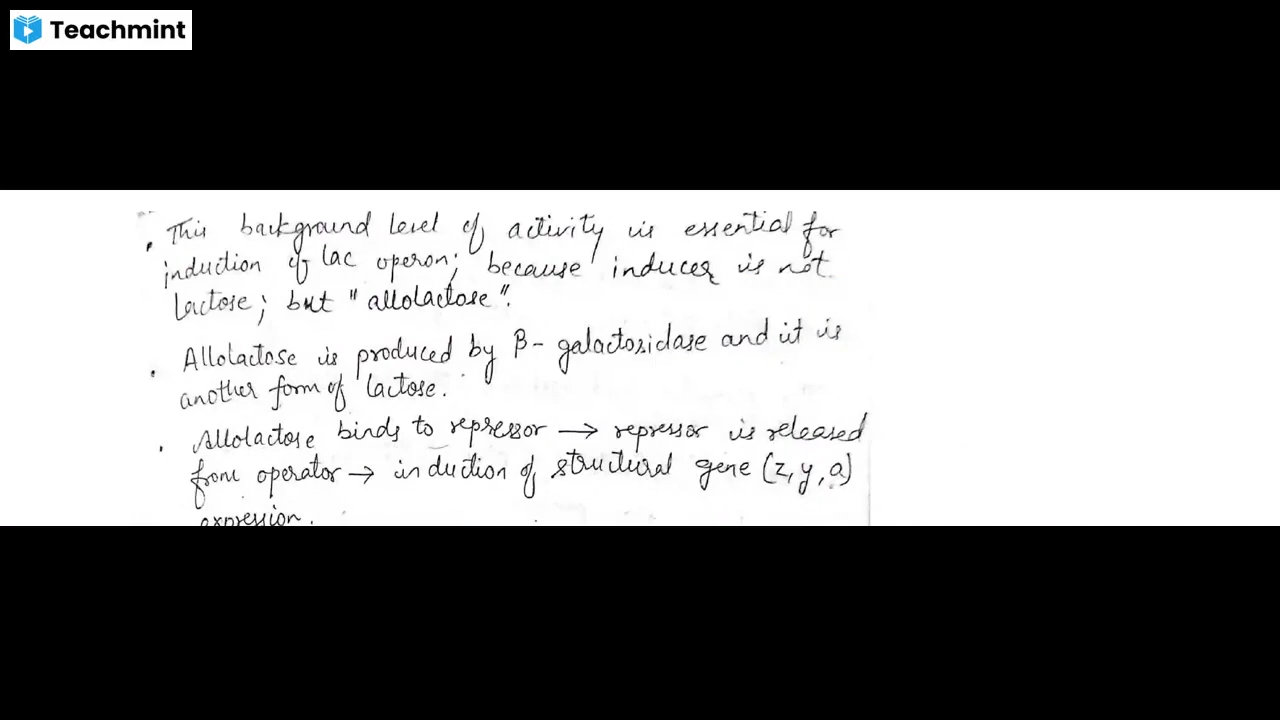 Teachmint
. This background level of activity is essential for
induction of lac operon; because inducer is not
lactose; but "allolactose".
. Allolactose is produced by β-galactosidase and it is
another form of lactose.
. Allolactose binds to repressor → repressor is released
from operator → induction of structural gene (z, y, a)
expression.